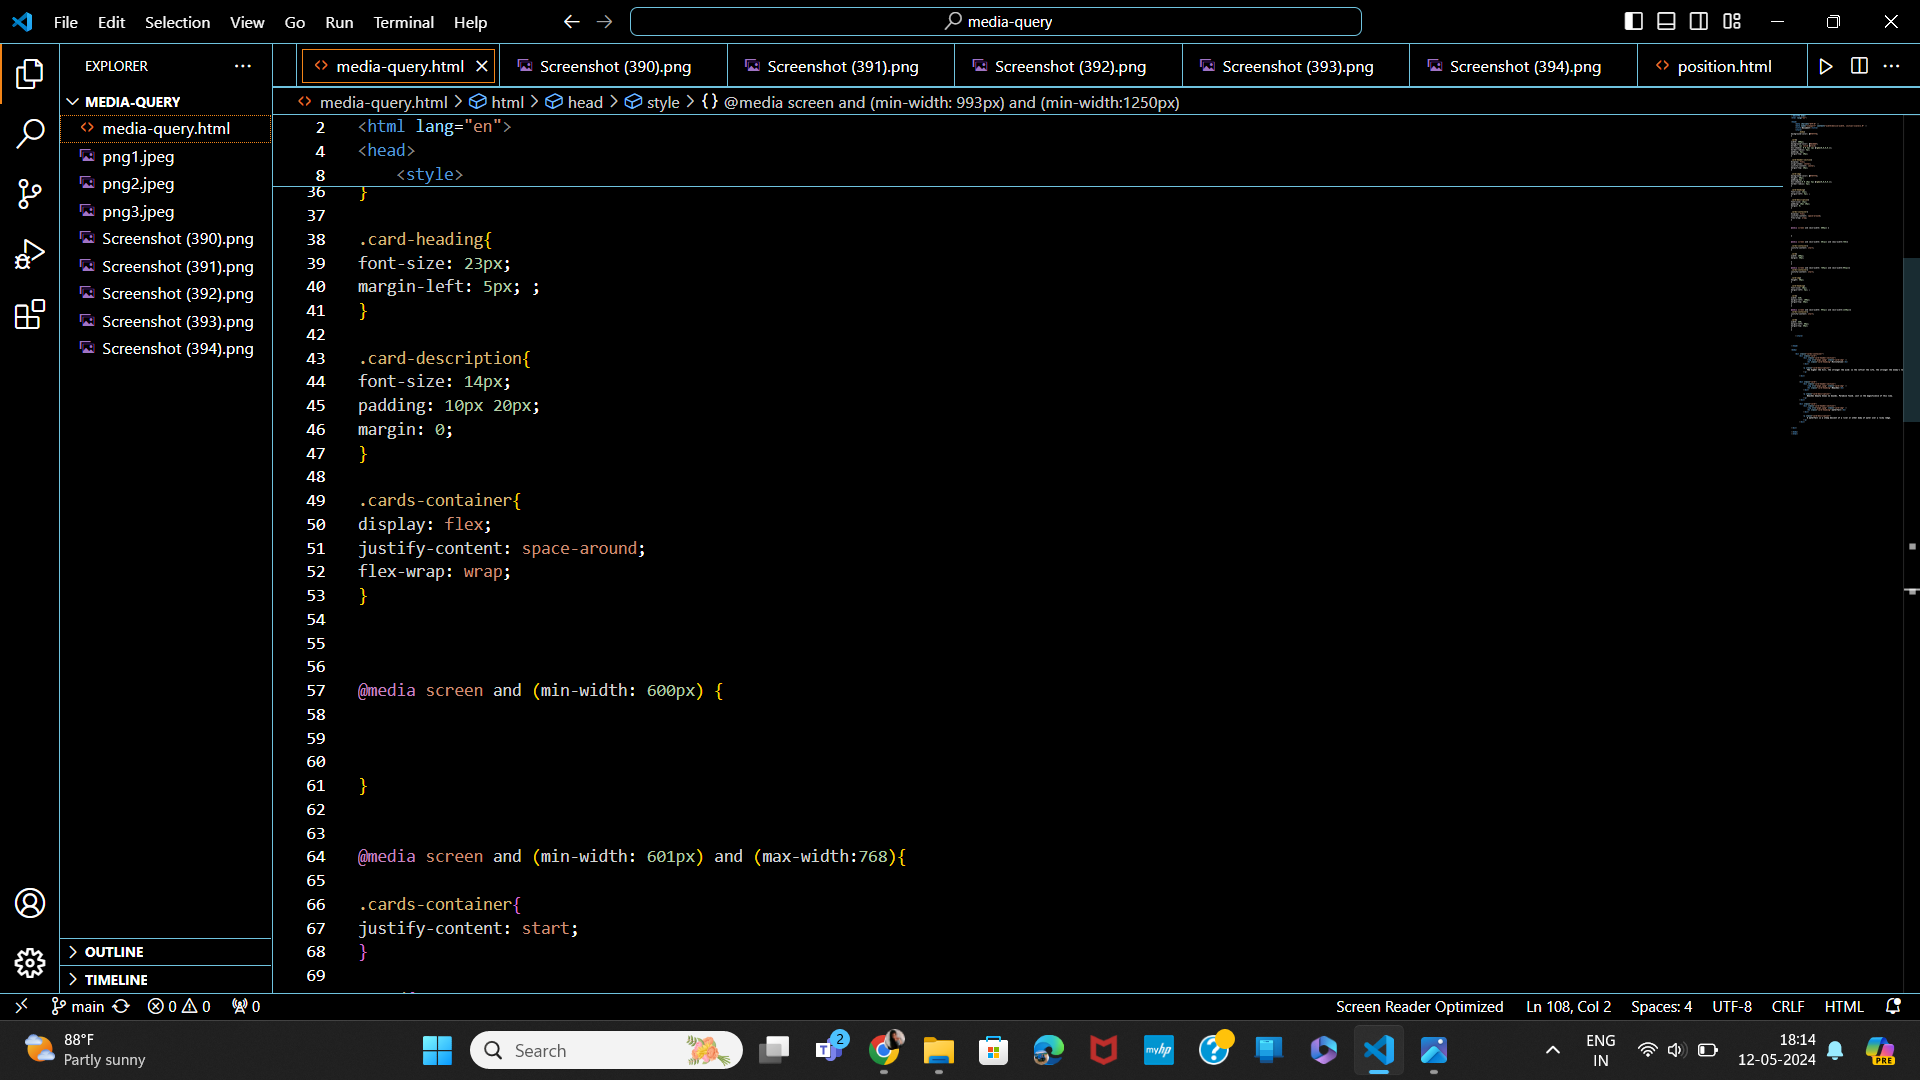 File Edit Selection View Go Run Terminal Help
media-query
EXPLORER
MEDIA-QUERY
media-query.html
png1.jpeg
png2.jpeg
png3.jpeg
Screenshot (390).png
Screenshot (391).png
Screenshot (392).png
Screenshot (393).png
Screenshot (394).png
OUTLINE
TIMELINE
media-query.html Screenshot (390).png Screenshot (391).png Screenshot (392).png Screenshot (393).png Screenshot (394).png position.html
media-query.html > html > head > style > {} @media screen and (min-width: 993px) and (min-width:1250px)
2 <html lang="en">
4 <head>
8 <style>
36 }
37
38 .card-heading{
39 font-size: 23px;
40 margin-left: 5px; ;
41 }
42
43 .card-description{
44 font-size: 14px;
45 padding: 10px 20px;
46 margin: 0;
47 }
48
49 .cards-container{
50 display: flex;
51 justify-content: space-around;
52 flex-wrap: wrap;
53 }
54
55
56
57 @media screen and (min-width: 600px) {
58
59
60
61 }
62
63
64 @media screen and (min-width: 601px) and (max-width:768){
65
66 .cards-container{
67 justify-content: start;
68 }
69
main 0 0 0 Screen Reader Optimized Ln 108, Col 2 Spaces: 4 UTF-8 CRLF HTML
88°F
Partly sunny
Search
2
myhp
ENG
IN
18:14
12-05-2024
PRE